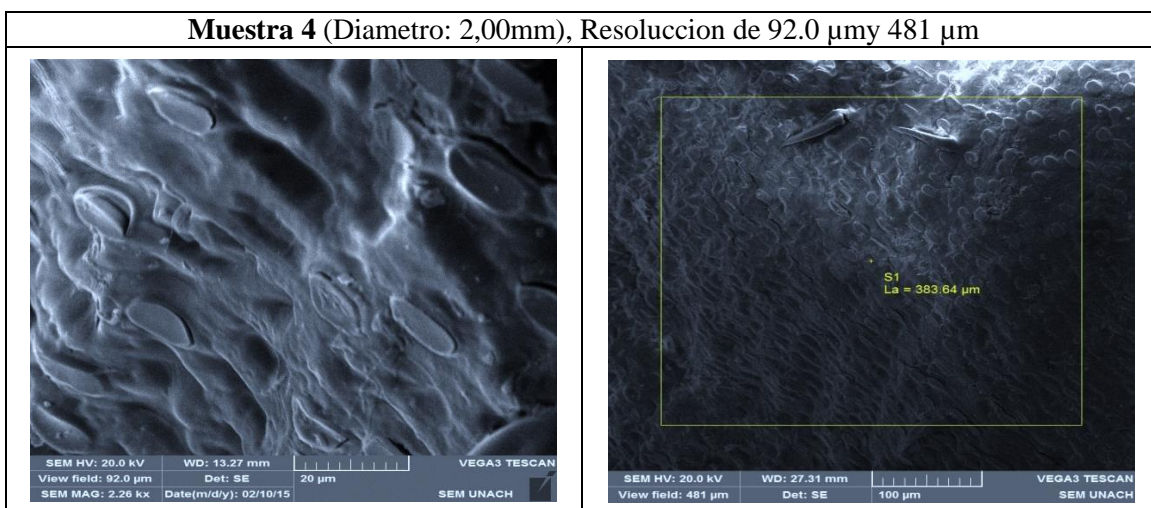 Muestra 4 (Diametro: 2,00mm), Resoluccion de 92.0 µmy 481 µm
SEM HV: 20.0 kV WD: 13.27 mm VEGA3 TESCAN
View field: 92.0 µm Det: SE 20 µm
SEM MAG: 2.26 kx Date(m/d/y): 02/10/15 SEM UNACH
S1
La = 383.64 µm
SEM HV: 20.0 kV WD: 27.31 mm VEGA3 TESCAN
View field: 481 µm Det: SE 100 µm SEM UNACH